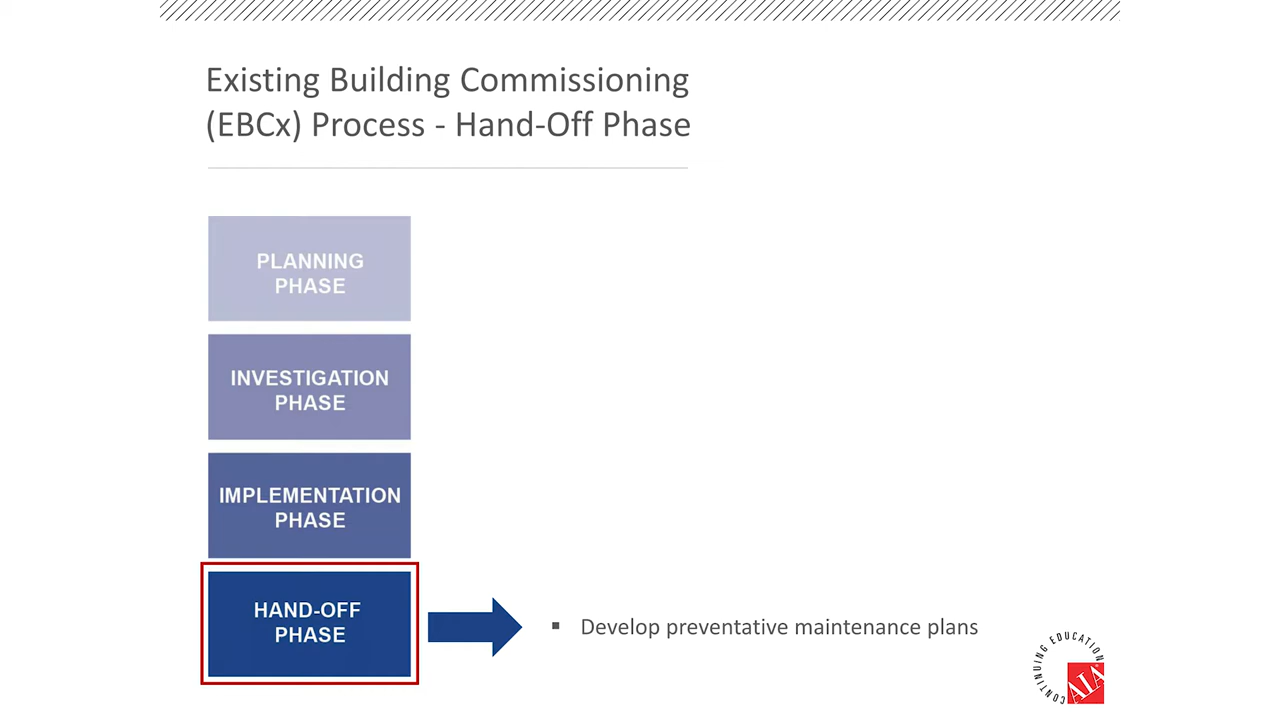 Existing Building Commissioning
(EBCx) Process - Hand-Off Phase
PLANNING
PHASE
INVESTIGATION
PHASE
IMPLEMENTATION
PHASE
HAND-OFF
PHASE
▪ Develop preventative maintenance plans
CONTINUING EDUCATION
AIA